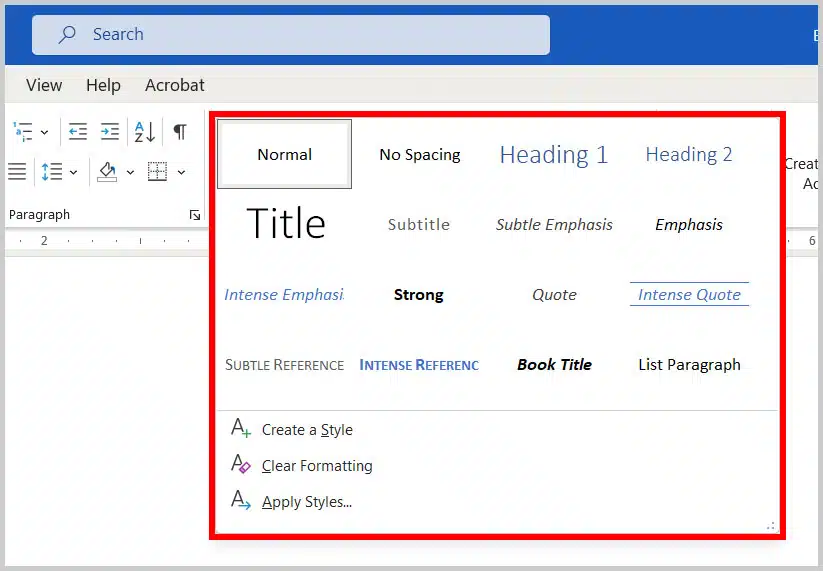 Search
View Help Acrobat
Paragraph
2
6
Normal No Spacing Heading 1 Heading 2
Title Subtitle Subtle Emphasis Emphasis
Intense Emphasi Strong Quote Intense Quote
SUBTLE REFERENCE INTENSE REFERENC Book Title List Paragraph
Create a Style
Clear Formatting
Apply Styles...